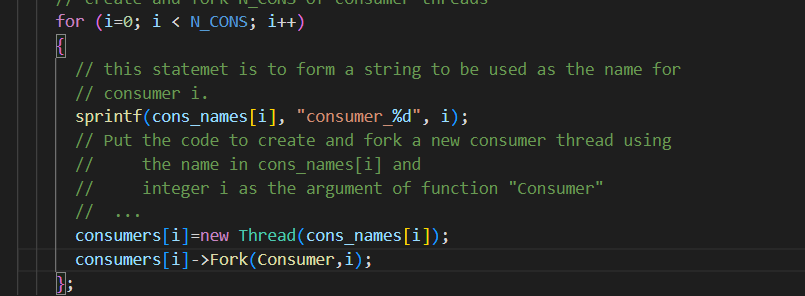 // create and fork N_CONS of consumer threads
for (i=0; i < N_CONS; i++)
{
// this statemet is to form a string to be used as the name for
// consumer i.
sprintf(cons_names[i], "consumer_%d", i);
// Put the code to create and fork a new consumer thread using
//     the name in cons_names[i] and
//     integer i as the argument of function "Consumer"
//  ...
consumers[i]=new Thread(cons_names[i]);
consumers[i]->Fork(Consumer,i);
};